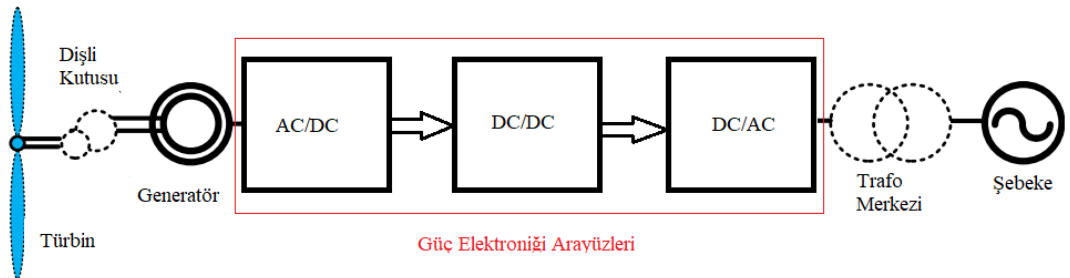 Dişli
Kutusu
AC/DC
DC/DC
DC/AC
Generatör
Trafo
Merkezi
Şebeke
Türbin
Güç Elektroniği Arayüzleri